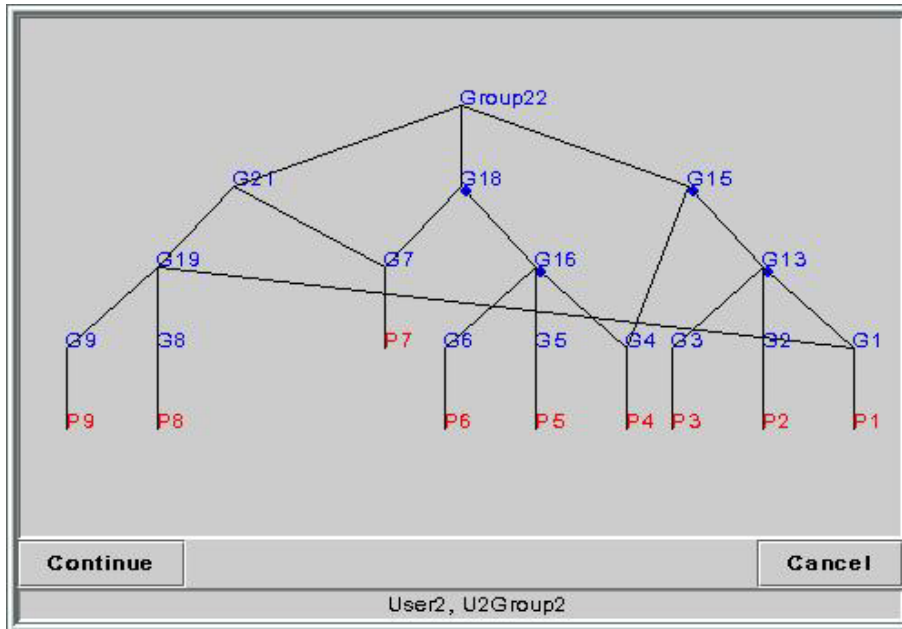 Group22
G21 G18 G15
G19 G7 G16 G13
G9 G8 P7 G6 G5 G4 G3 G2 G1
P9 P8 P6 P5 P4 P3 P2 P1
Continue Cancel
User2, U2Group2